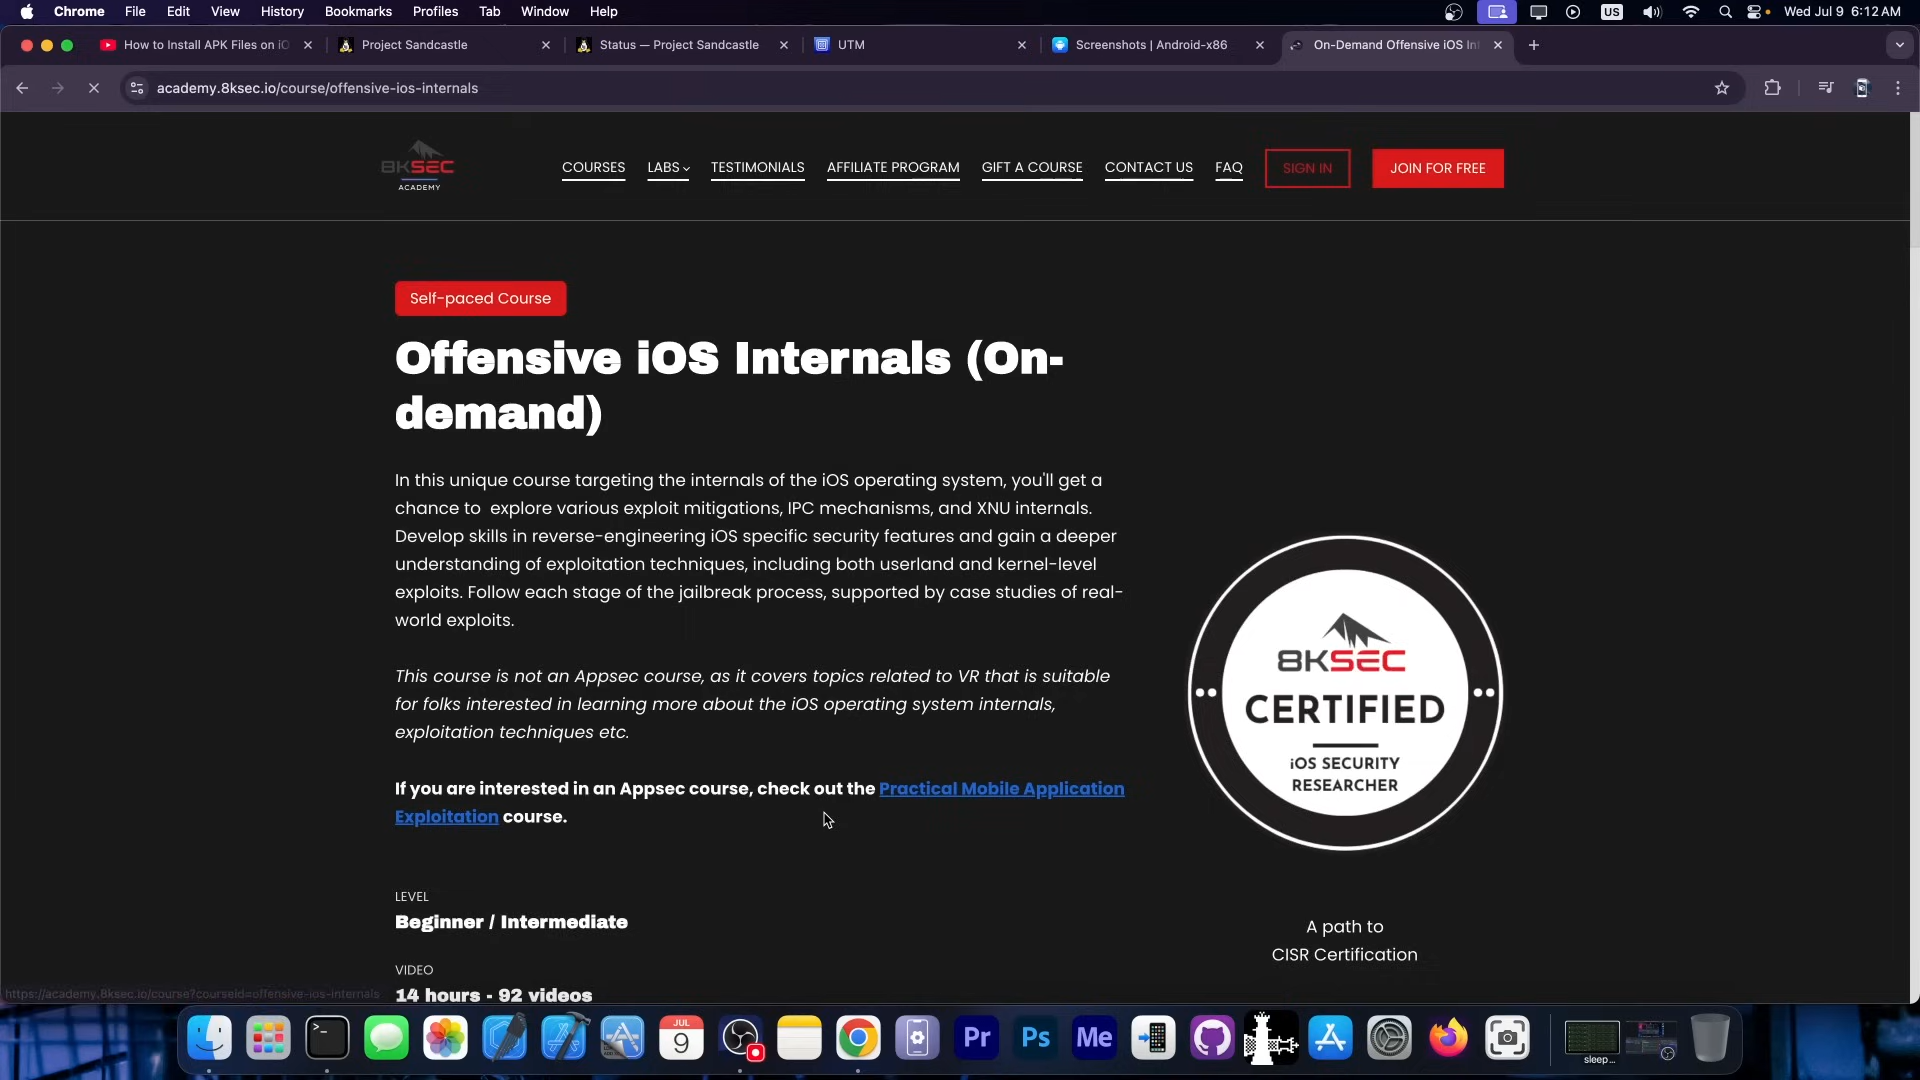 Chrome File Edit View History Bookmarks Profiles Tab Window Help US Wed Jul 9 6:12 AM
How to Install APK Files on iO Project Sandcastle Status — Project Sandcastle UTM Screenshots | Android-x86 On-Demand Offensive iOS In
academy.8ksec.io/course/offensive-ios-internals
8KSEC
ACADEMY
COURSES LABS TESTIMONIALS AFFILIATE PROGRAM GIFT A COURSE CONTACT US FAQ SIGN IN JOIN FOR FREE
Self-paced Course
Offensive iOS Internals (On-
demand)
In this unique course targeting the internals of the iOS operating system, you'll get a
chance to explore various exploit mitigations, IPC mechanisms, and XNU internals.
Develop skills in reverse-engineering iOS specific security features and gain a deeper
understanding of exploitation techniques, including both userland and kernel-level
exploits. Follow each stage of the jailbreak process, supported by case studies of real-
world exploits.
This course is not an Appsec course, as it covers topics related to VR that is suitable
for folks interested in learning more about the iOS operating system internals,
exploitation techniques etc.
If you are interested in an Appsec course, check out the Practical Mobile Application
Exploitation course.
8KSEC
CERTIFIED
iOS SECURITY
RESEARCHER
A path to
CISR Certification
LEVEL
Beginner / Intermediate
VIDEO
14 hours - 92 videos
https://academy.8ksec.io/course?courseid=offensive-ios-internals
JUL
9
Pr Ps Me
sleep...